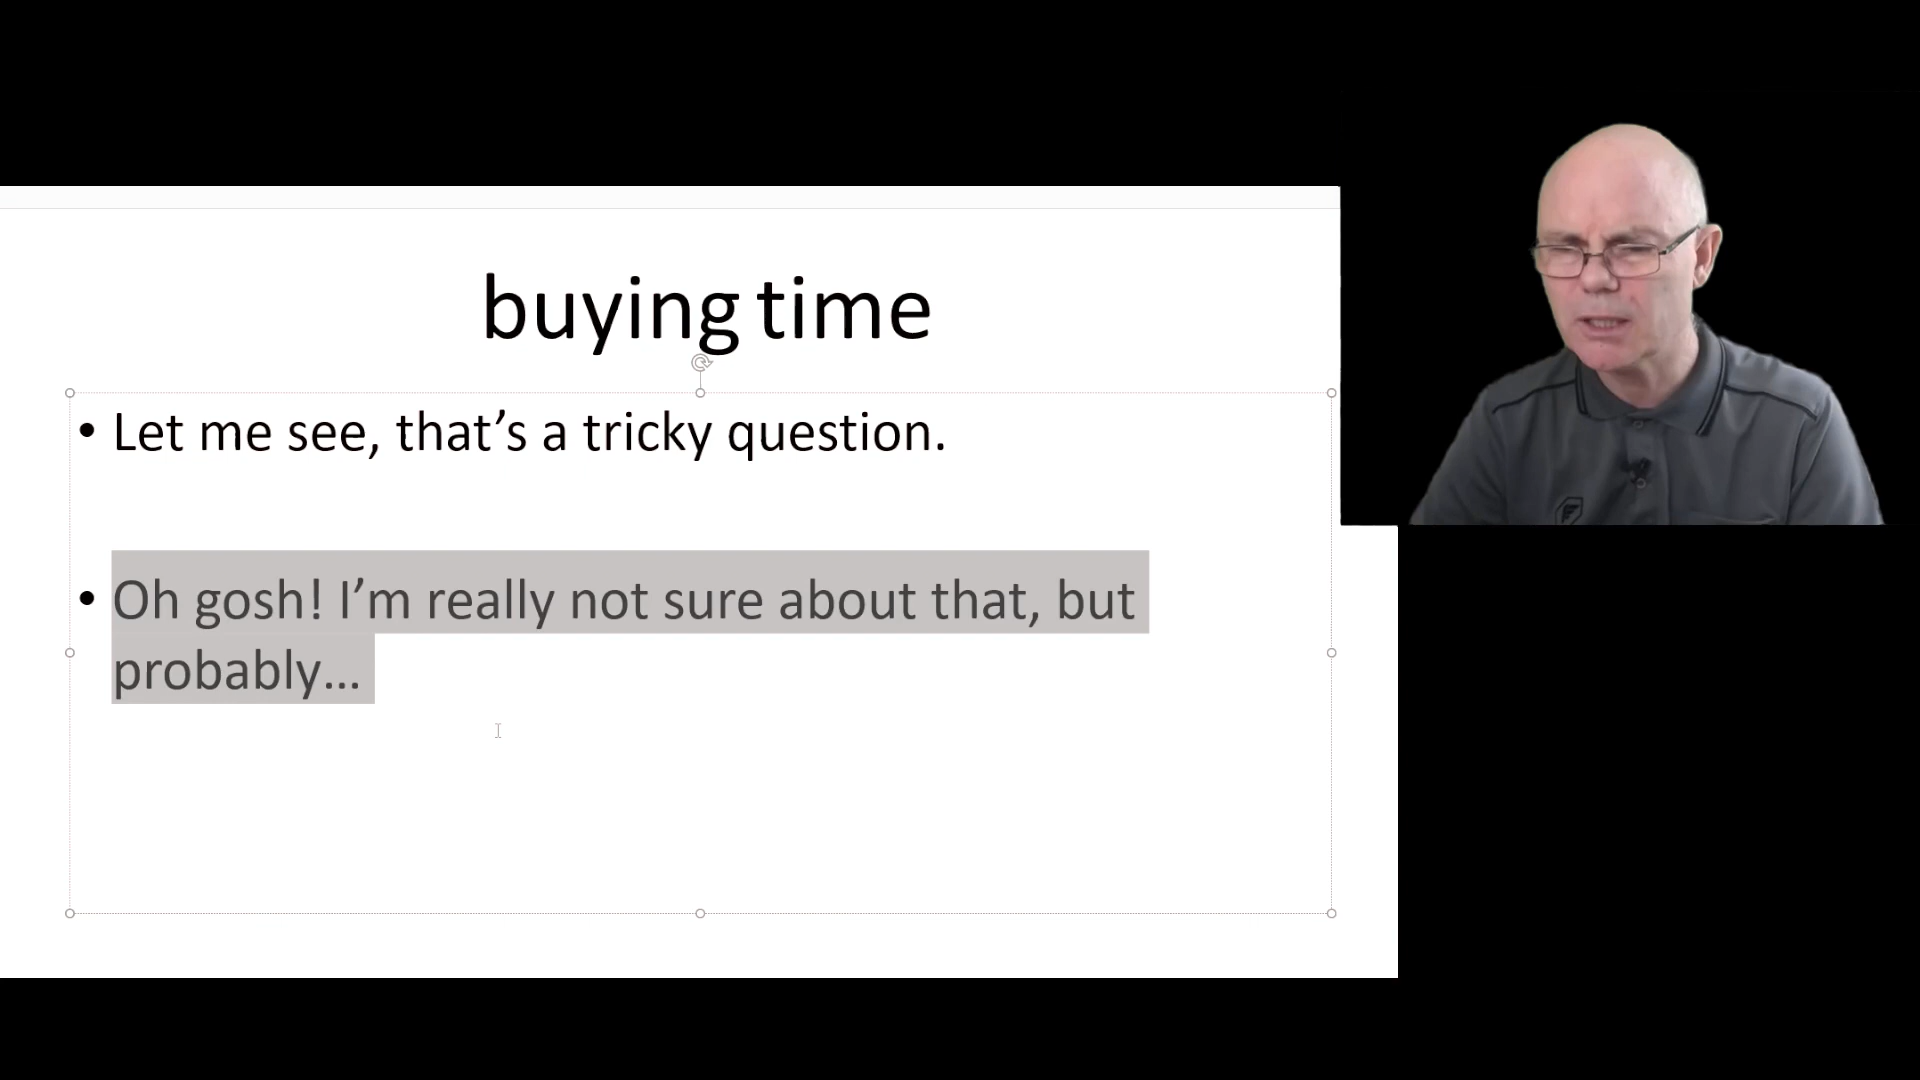 buying time
• Let me see, that’s a tricky question.
• Oh gosh! I’m really not sure about that, but
probably…